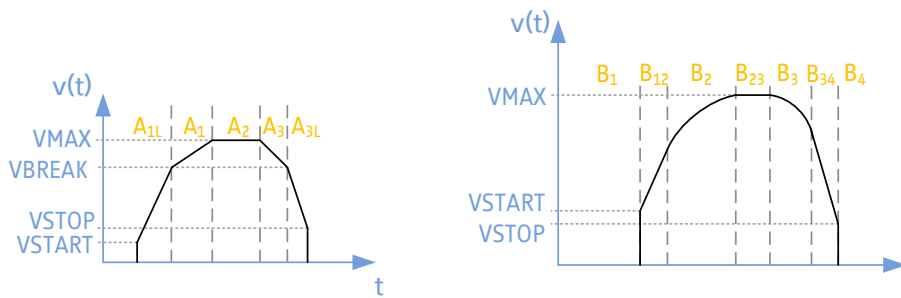 v(t)
VMAX
VBREAK
VSTOP
VSTART
A1L A1 A2 A3 A3L
t
v(t)
B1 B12 B2 B23 B3 B34 B4
VMAX
VSTART
VSTOP